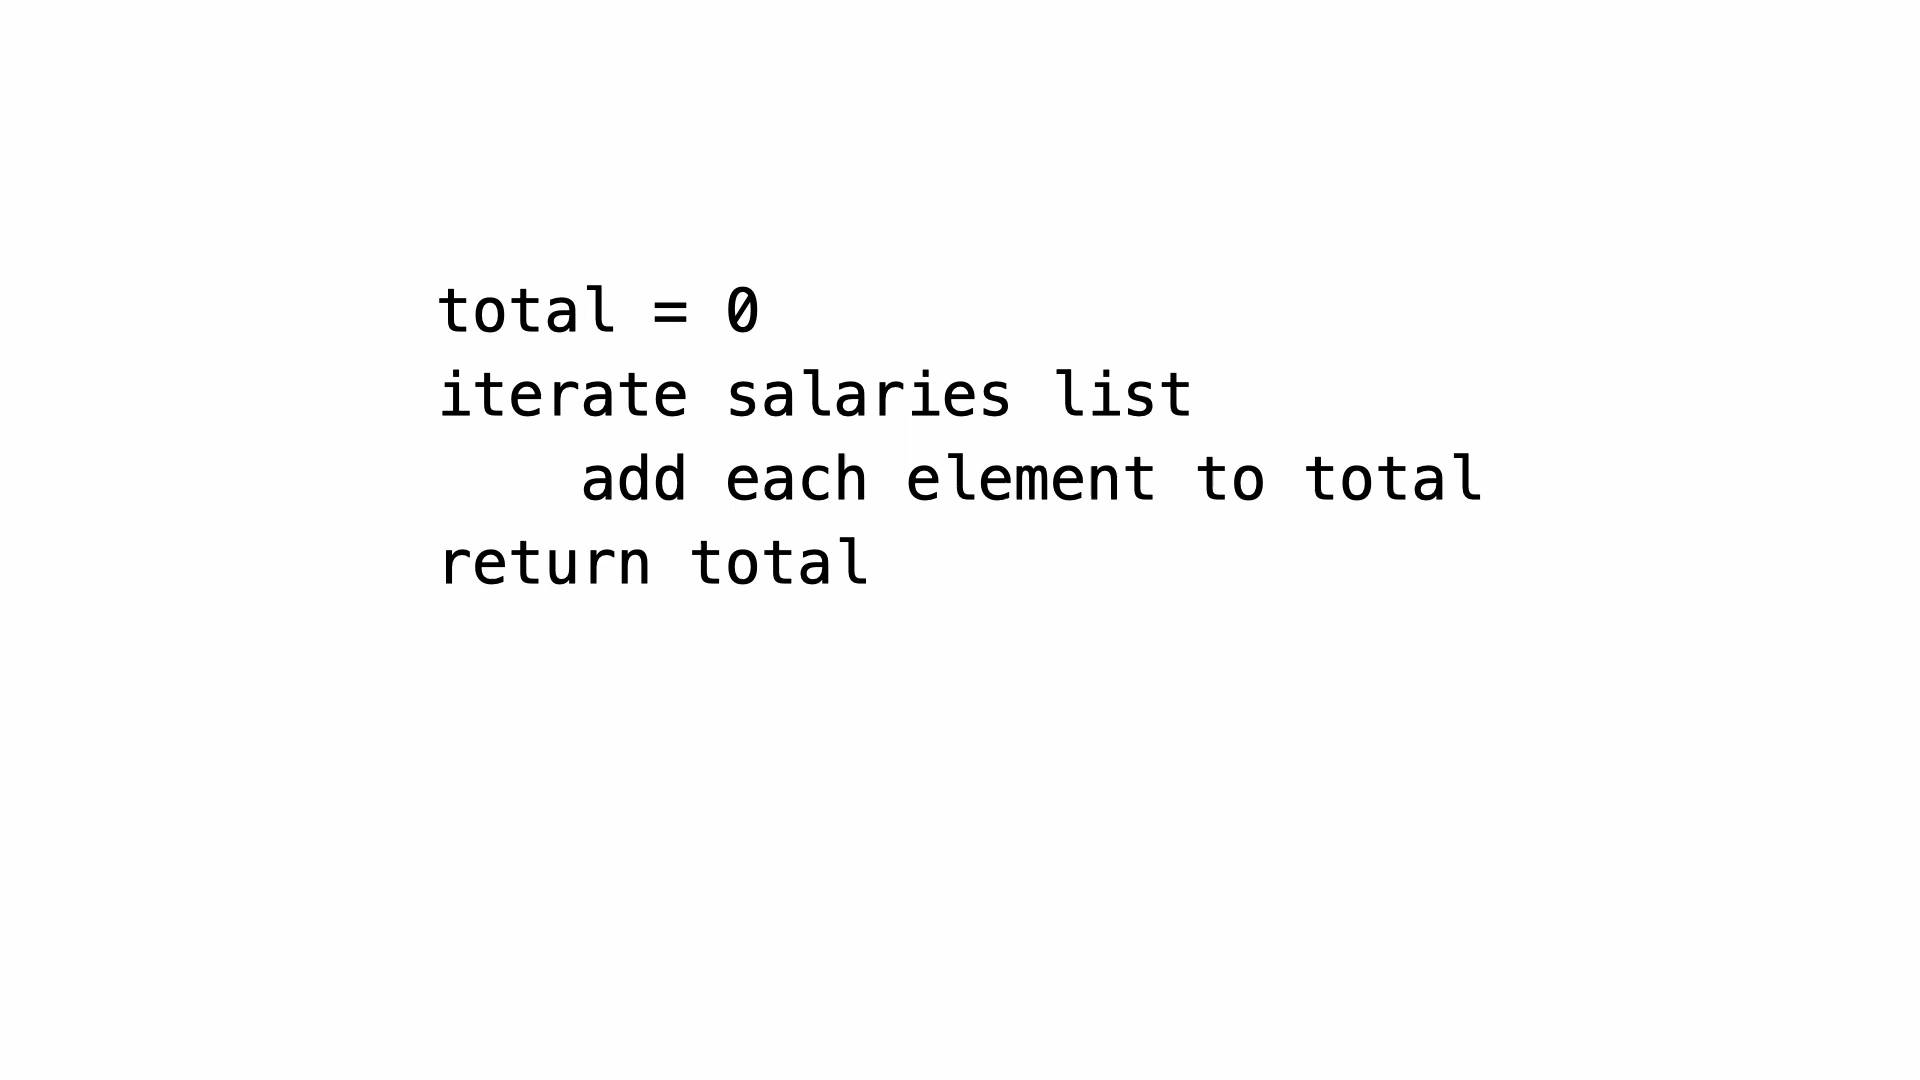 total = 0
iterate salaries list
    add each element to total
return total